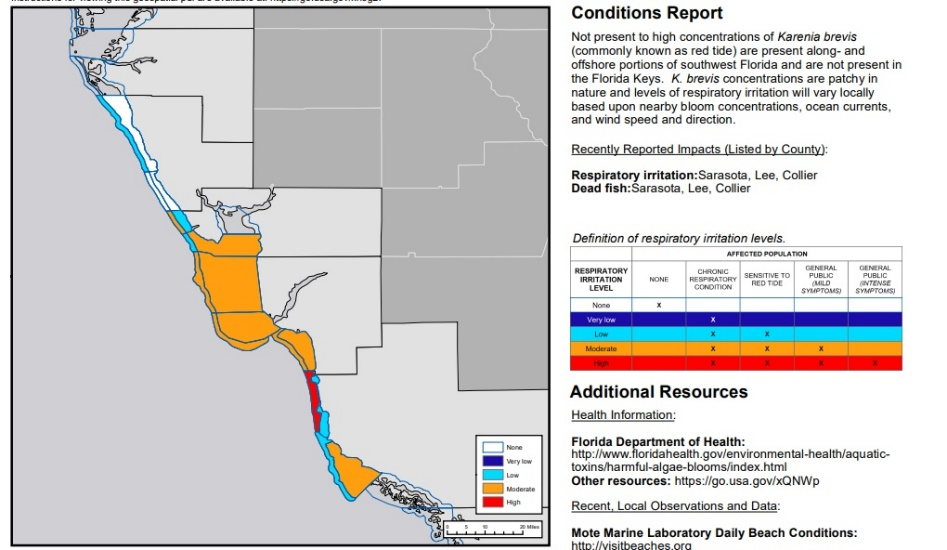 Conditions Report
Not present to high concentrations of Karenia brevis
(commonly known as red tide) are present along- and
offshore portions of southwest Florida and are not present in
the Florida Keys. K. brevis concentrations are patchy in
nature and levels of respiratory irritation will vary locally
based upon nearby bloom concentrations, ocean currents,
and wind speed and direction.
Recently Reported Impacts (Listed by County):
Respiratory irritation:Sarasota, Lee, Collier
Dead fish:Sarasota, Lee, Collier
Definition of respiratory irritation levels.
AFFECTED POPULATION
RESPIRATORY IRRITATION LEVEL NONE CHRONIC RESPIRATORY CONDITION SENSITIVE TO RED TIDE GENERAL PUBLIC (MILD SYMPTOMS) GENERAL PUBLIC (INTENSE SYMPTOMS)
None x
Very low x
Low x x
Moderate x x x
High x x x x
None
Very low
Low
Moderate
High
0 5 10 20 Miles
Additional Resources
Health Information:
Florida Department of Health:
http://www.floridahealth.gov/environmental-health/aquatic-
toxins/harmful-algae-blooms/index.html
Other resources: https://go.usa.gov/xQNWp
Recent, Local Observations and Data:
Mote Marine Laboratory Daily Beach Conditions:
http://visitbeaches.org